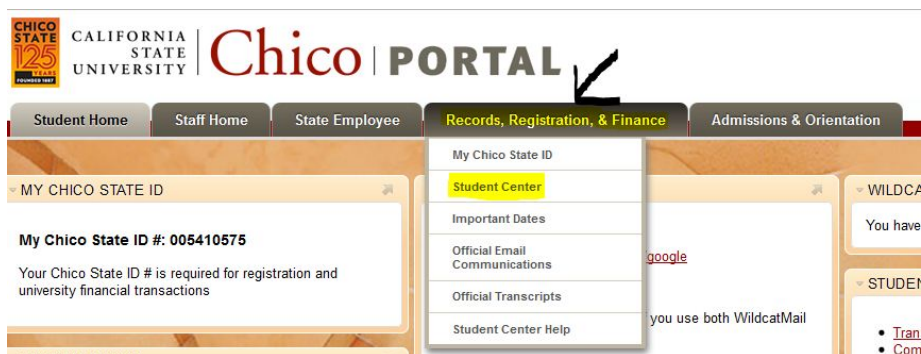 CHICO
STATE
125
YEARS
FOUNDED 1887
CALIFORNIA
STATE
UNIVERSITY
Chico
PORTAL
Student Home
Staff Home
State Employee
Records, Registration, & Finance
Admissions & Orientation
MY CHICO STATE ID
My Chico State ID #: 005410575
Your Chico State ID # is required for registration and
university financial transactions
My Chico State ID
Student Center
Important Dates
Official Email
Communications
Official Transcripts
Student Center Help
google
you use both WildcatMail
WILDCA
You have
STUDEN
Tran
Com